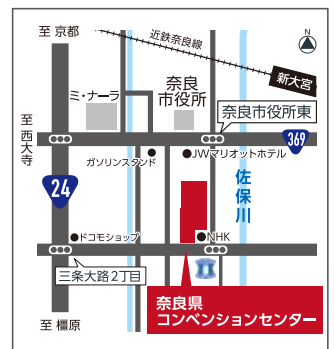 至 京都
近鉄奈良線
N
新大宮
ミ・ナーラ
奈良
市役所
奈良市役所東
至 西大寺
369
ガソリンスタンド
JWマリオットホテル
24
佐保川
ドコモショップ
NHK
三条大路2丁目
奈良県
コンベンションセンター
至 橿原